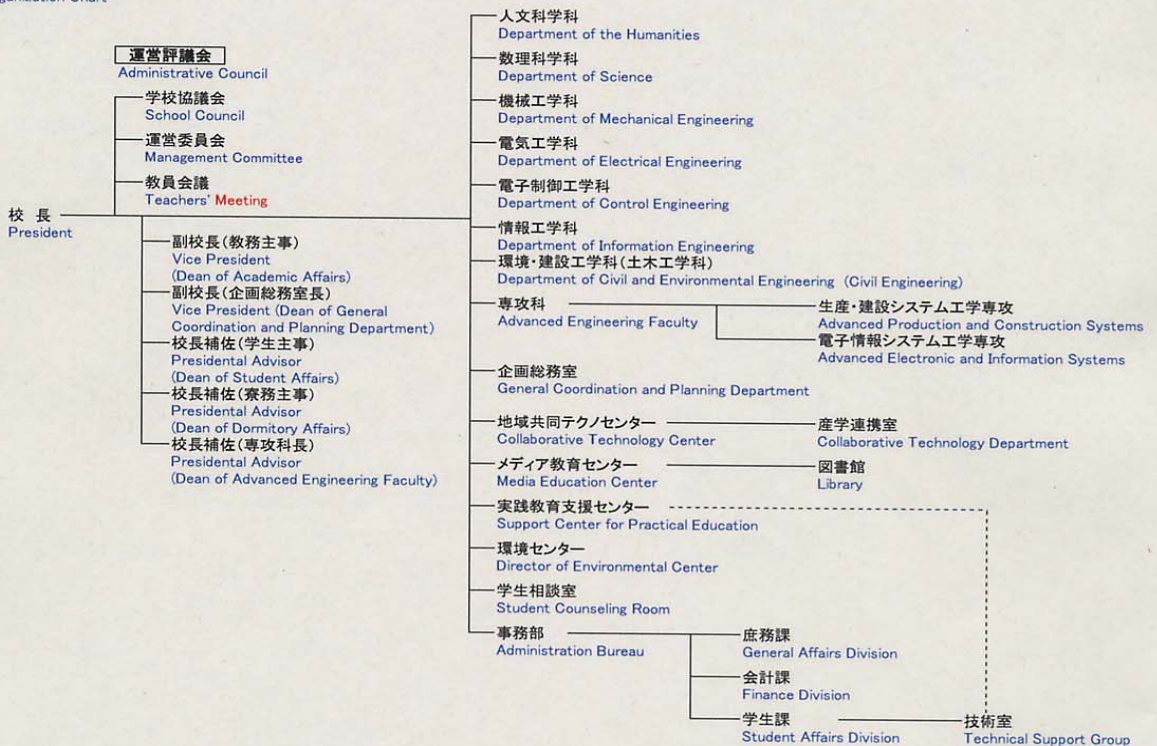 ganization Chart
運営評議会
Administrative Council
学校協議会
School Council
運営委員会
Management Committee
教員会議
Teachers' Meeting
校 長
President
副校長(教務主事)
Vice President
(Dean of Academic Affairs)
副校長(企画総務室長)
Vice President (Dean of General
Coordination and Planning Department)
校長補佐(学生主事)
Presidential Advisor
(Dean of Student Affairs)
校長補佐(寮務主事)
Presidental Advisor
(Dean of Dormitory Affairs)
校長補佐(専攻科長)
Presidential Advisor
(Dean of Advanced Engineering Faculty)
人文科学科
Department of the Humanities
数理科学科
Department of Science
機械工学科
Department of Mechanical Engineering
電気工学科
Department of Electrical Engineering
電子制御工学科
Department of Control Engineering
情報工学科
Department of Information Engineering
環境・建設工学科(土木工学科)
Department of Civil and Environmental Engineering (Civil Engineering)
専攻科
Advanced Engineering Faculty
生産・建設システム工学専攻
Advanced Production and Construction Systems
電子情報システム工学専攻
Advanced Electronic and Information Systems
企画総務室
General Coordination and Planning Department
地域共同テクノセンター
Collaborative Technology Center
産学連携室
Collaborative Technology Department
メディア教育センター
Media Education Center
図書館
Library
実践教育支援センター
Support Center for Practical Education
環境センター
Director of Environmental Center
学生相談室
Student Counseling Room
事務部
Administration Bureau
庶務課
General Affairs Division
会計課
Finance Division
学生課
Student Affairs Division
技術室
Technical Support Group